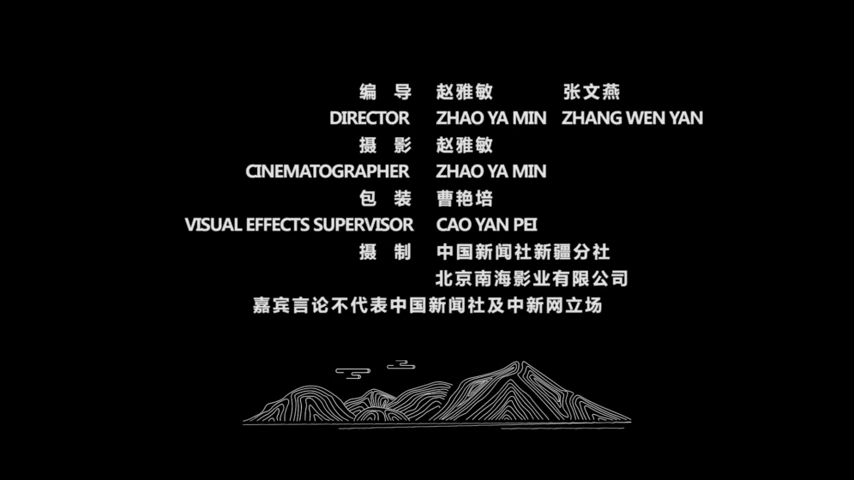 编 导 赵雅敏 张文燕
DIRECTOR ZHAO YA MIN ZHANG WEN YAN
摄 影 赵雅敏
CINEMATOGRAPHER ZHAO YA MIN
包 装 曹艳培
VISUAL EFFECTS SUPERVISOR CAO YAN PEI
摄 制 中国新闻社新疆分社
北京南海影业有限公司
嘉宾言论不代表中国新闻社及中新网立场